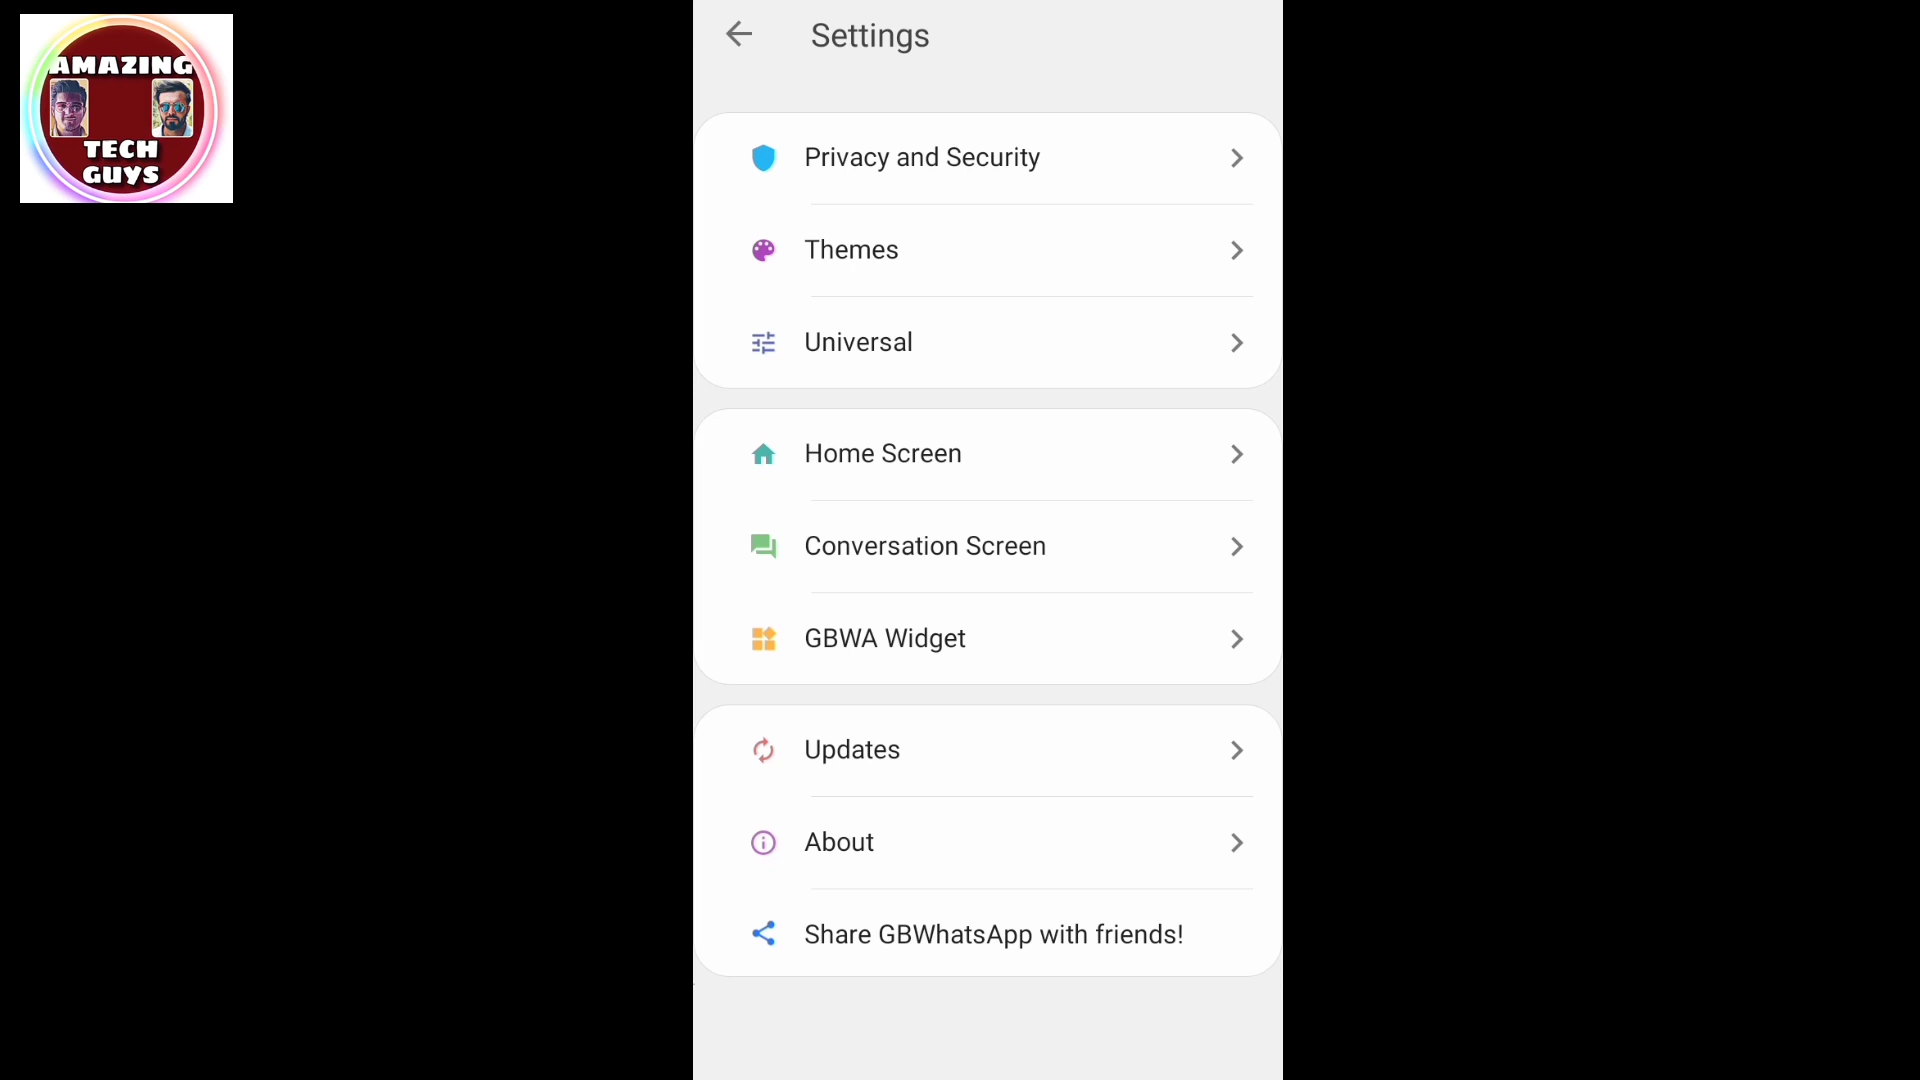 AMAZING
TECH
GUYS
Settings
Privacy and Security
Themes
Universal
Home Screen
Conversation Screen
GBWA Widget
Updates
About
Share GBWhatsApp with friends!